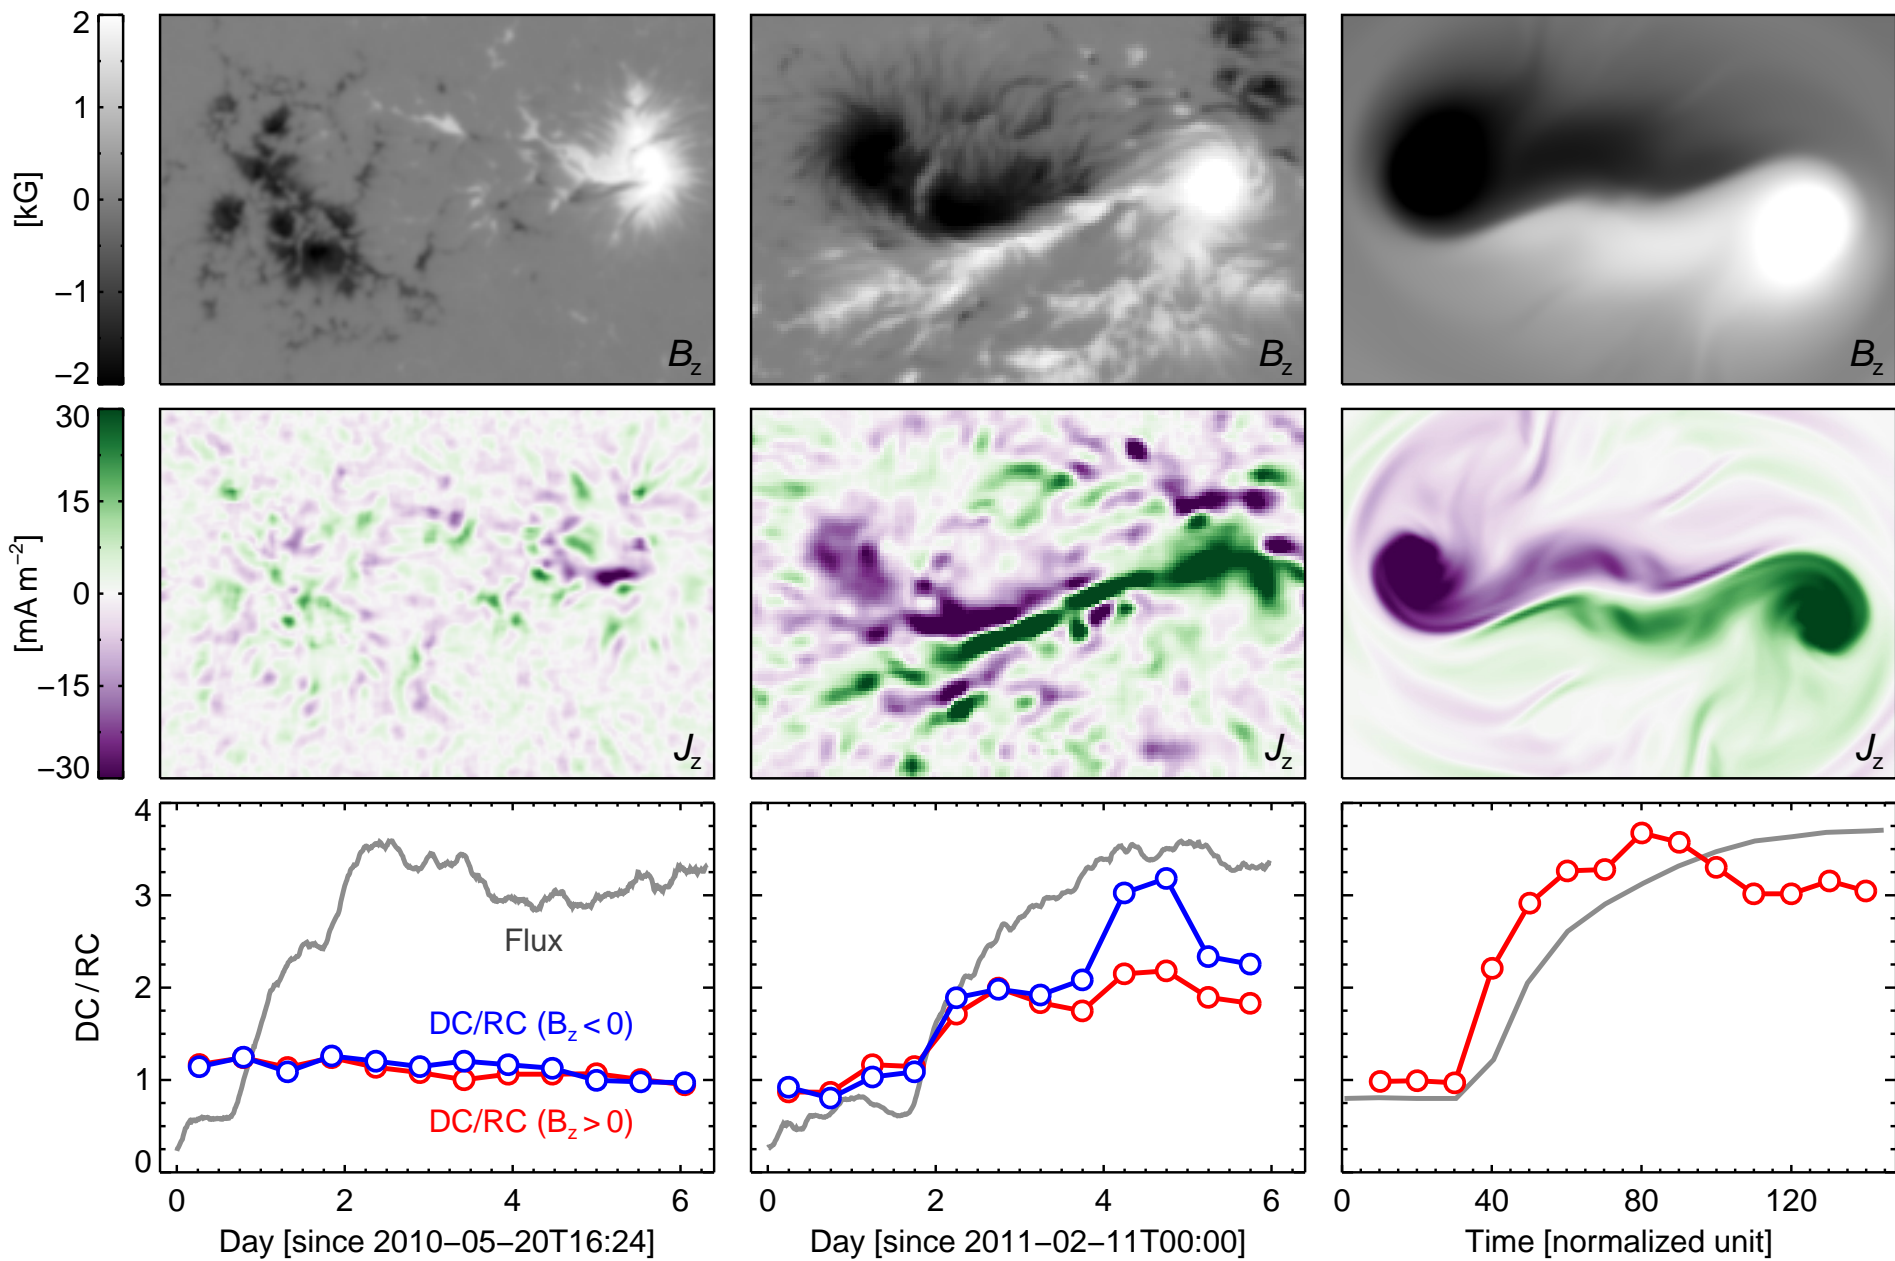 2
1
0
−1
−2
[kG]
B_z
B_z
B_z
30
15
0
−15
−30
[mA m⁻²]
J_z
J_z
J_z
4
3
2
1
0
DC/RC
Flux
DC/RC (B_z < 0)
DC/RC (B_z > 0)
0 2 4 6
0 2 4 6
0 40 80 120
Day [since 2010−05−20T16:24]
Day [since 2011−02−11T00:00]
Time [normalized unit]